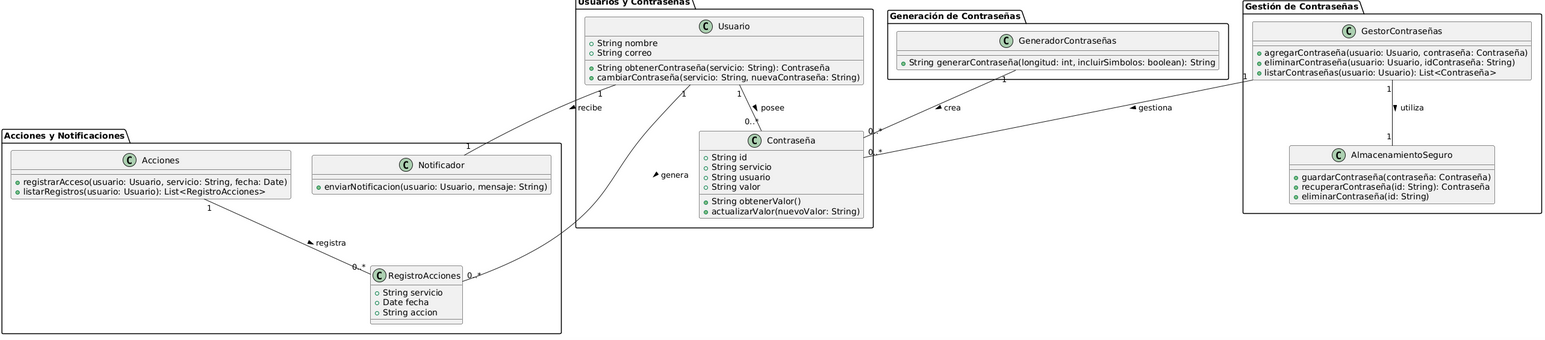 Usuarios y Contraseñas
C Usuario
String nombre
String correo
String obtenerContraseña(servicio: String): Contraseña
cambiarContraseña(servicio: String, nuevaContraseña: String)
Generación de Contraseñas
C GeneradorContraseñas
String generarContraseña(longitud: int, incluirSimbolos: boolean): String
Gestión de Contraseñas
C GestorContraseñas
agregarContraseña(usuario: Usuario, contraseña: Contraseña)
eliminarContraseña(usuario: Usuario, idContraseña: String)
listarContraseñas(usuario: Usuario): List<Contraseña>
1
1
1
1
1
1
recibe
posee
crea
gestiona
utiliza
0..*
0..*
0..*
1
1
Acciones y Notificaciones
C Acciones
registrarAcceso(usuario: Usuario, servicio: String, fecha: Date)
listarRegistros(usuario: Usuario): List<RegistroAcciones>
C Notificador
enviarNotificacion(usuario: Usuario, mensaje: String)
C Contraseña
String id
String servicio
String usuario
String valor
String obtenerValor()
actualizarValor(nuevoValor: String)
C AlmacenamientoSeguro
guardarContraseña(contraseña: Contraseña)
recuperarContraseña(id: String): Contraseña
eliminarContraseña(id: String)
genera
1
registra
0..*
0..*
C RegistroAcciones
String servicio
Date fecha
String accion